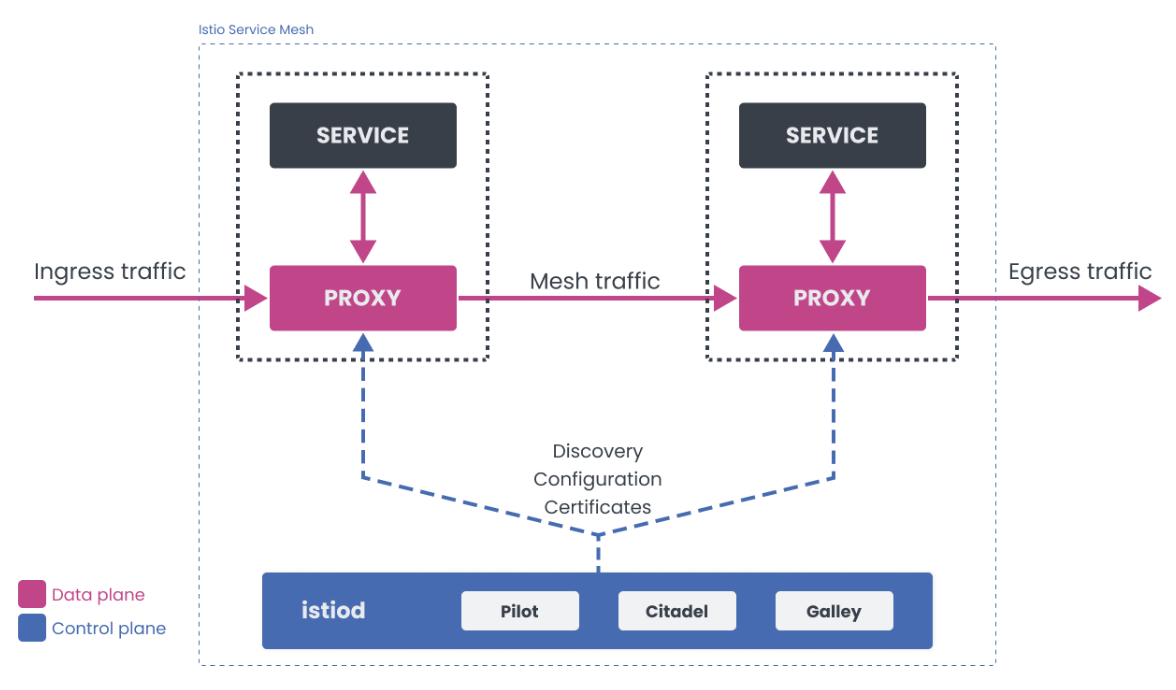 Istio Service Mesh
SERVICE
SERVICE
Ingress traffic
PROXY
Mesh traffic
PROXY
Egress traffic
Discovery
Configuration
Certificates
istiod
Pilot
Citadel
Galley
Data plane
Control plane